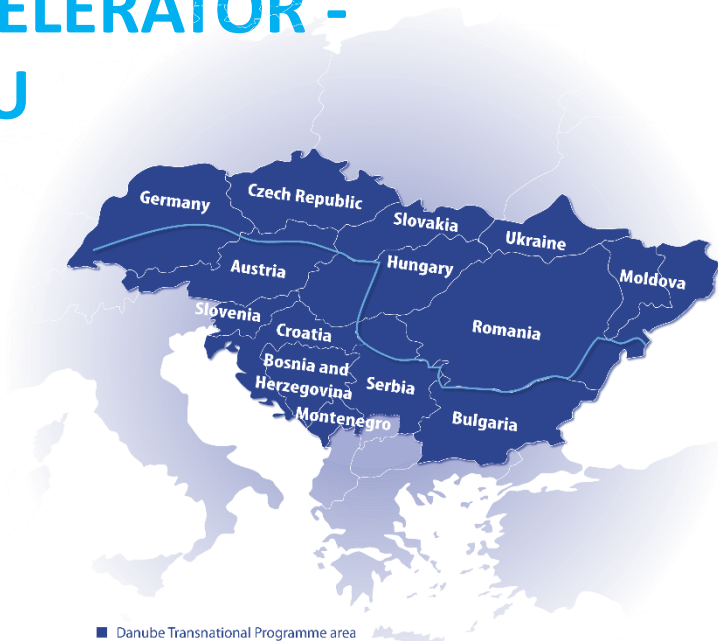 ELERATOR -
U
Germany
Czech Republic
Slovakia
Ukraine
Austria
Hungary
Moldova
Slovenia
Croatia
Romania
Bosnia and
Herzegovina
Serbia
Montenegro
Bulgaria
Danube Transnational Programme area